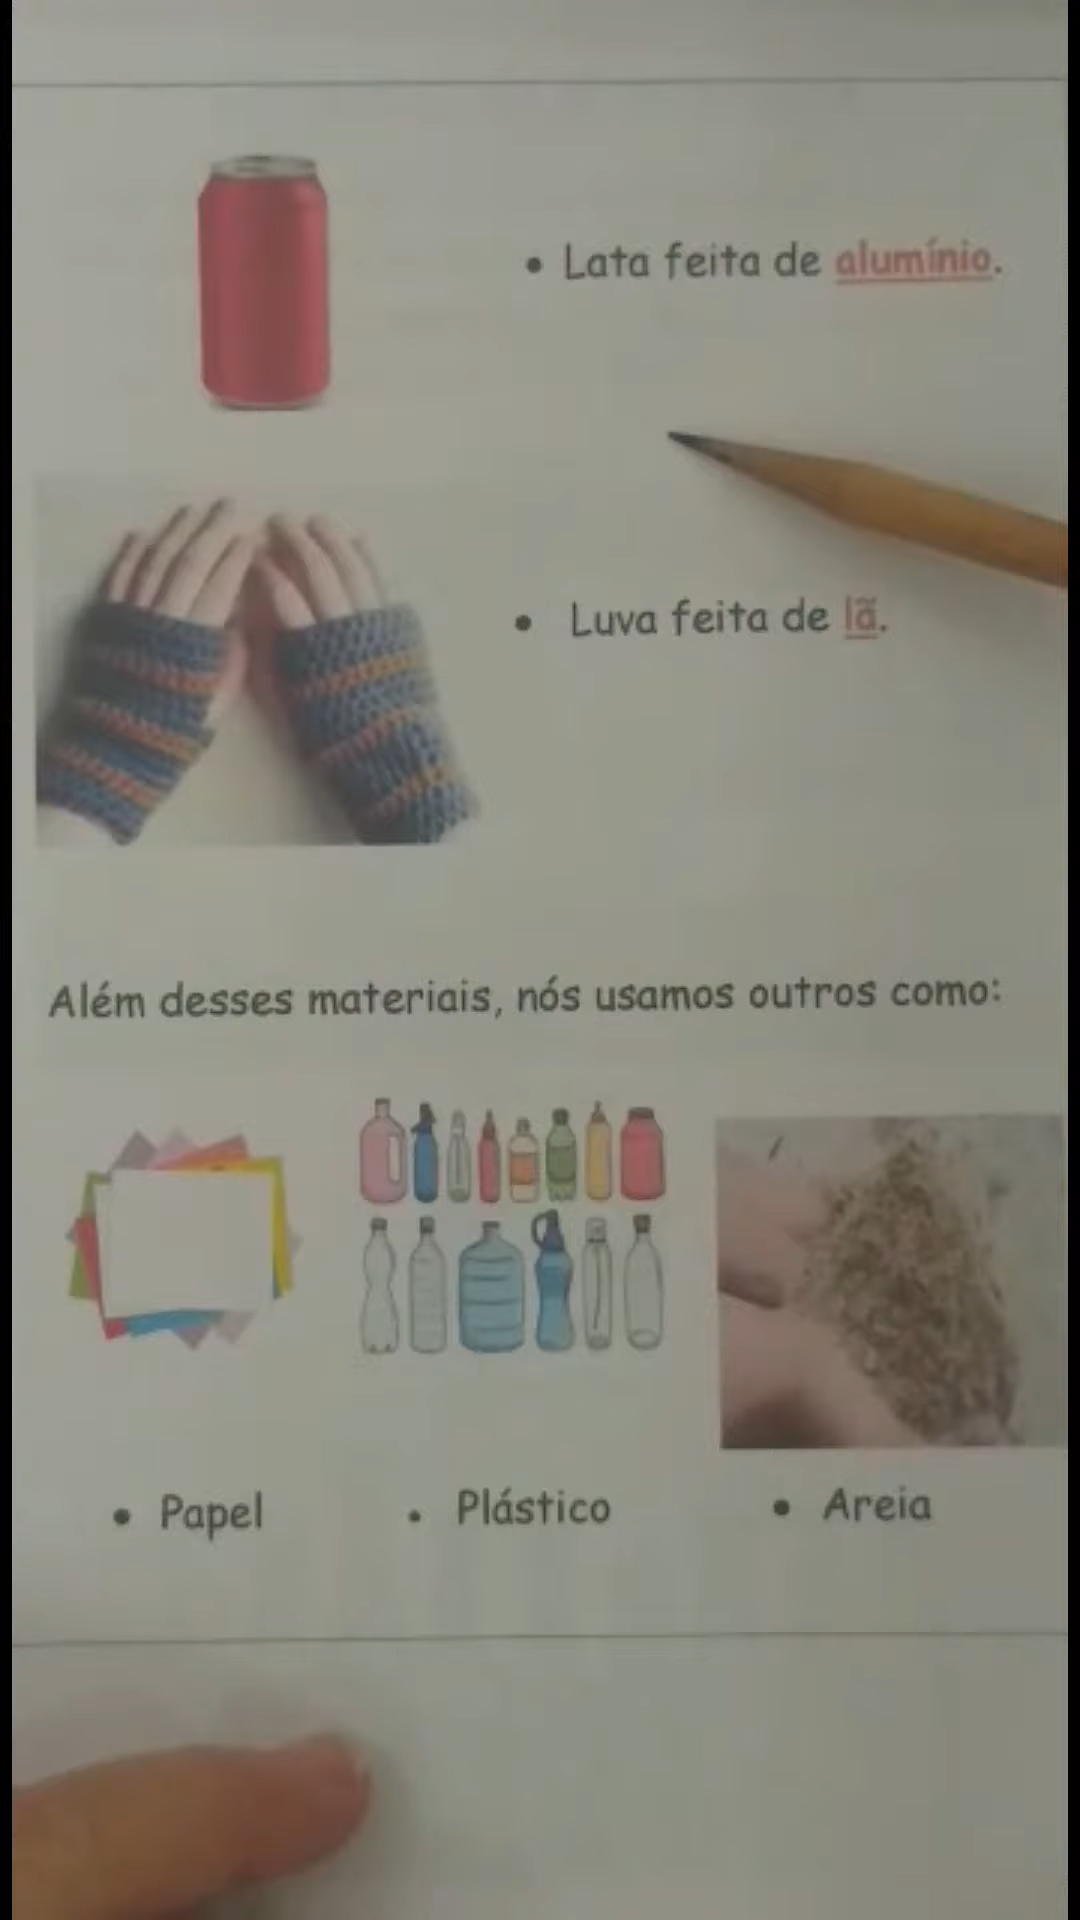 • Lata feita de alumínio.
• Luva feita de lã.
Além desses materiais, nós usamos outros como:
• Papel
• Plástico
• Areia